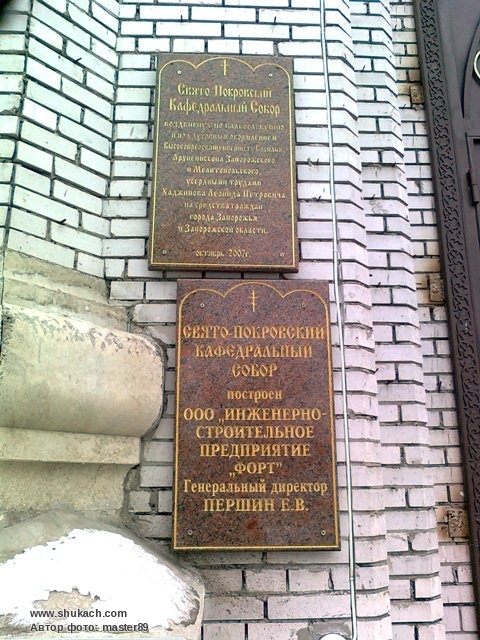 Свято Покровский
Кафедральный Собор
воздвигнут по благословению
и под духовным окормлением
Высокопреосвященнейшего Василия,
Архиепископа Запорожского
и Мелитопольского,
усердными трудами
Хаджинова Леонида Петровича
на средства граждан
города Запорожья
и Запорожской области.
октябрь 2007г.
СВЯТО-ПОКРОВСКИЙ
КАФЕДРАЛЬНЫЙ
СОБОР
построен
ООО „ИНЖЕНЕРНО-
СТРОИТЕЛЬНОЕ
ПРЕДПРИЯТИЕ
„ФОРТ"
Генеральный директор
ПЕРШИН Е.В.
www.shukach.com
Автор фото- master89